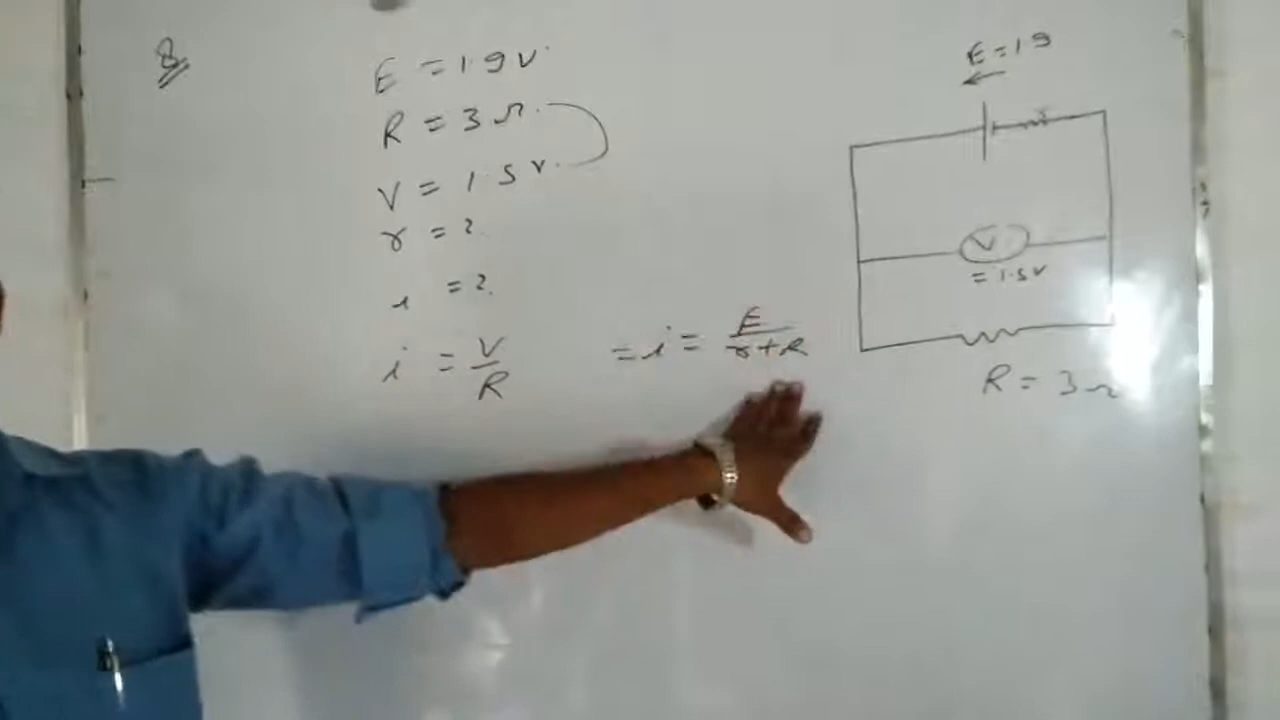 8
E = 1.9 V.
R = 3 Ω.
V = 1.5 V.
r = ?
i = ?
i = V/R = i = E/r+R
E = 1.9
r
V
= 1.5 V
R = 3 Ω